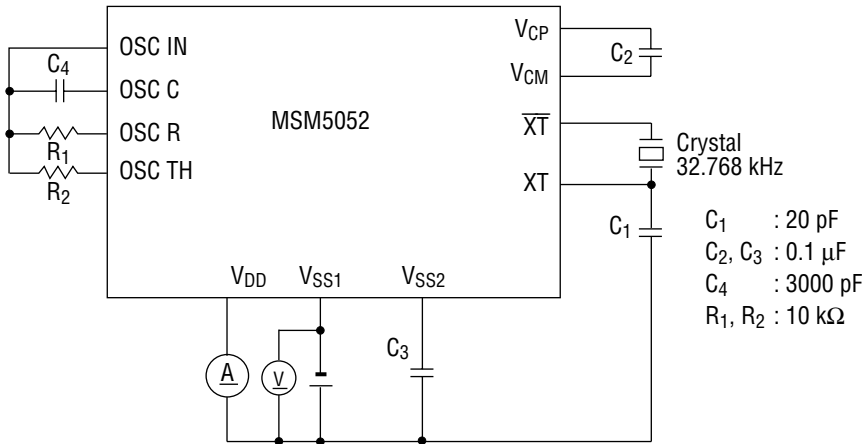 OSC IN
C4
OSC C
OSC R
R1
OSC TH
R2
MSM5052
VCP
C2
VCM
XT
XT
Crystal
32.768 kHz
C1
C1 : 20 pF
C2, C3 : 0.1 μF
C4 : 3000 pF
R1, R2 : 10 kΩ
VDD
VSS1
VSS2
A
V
C3